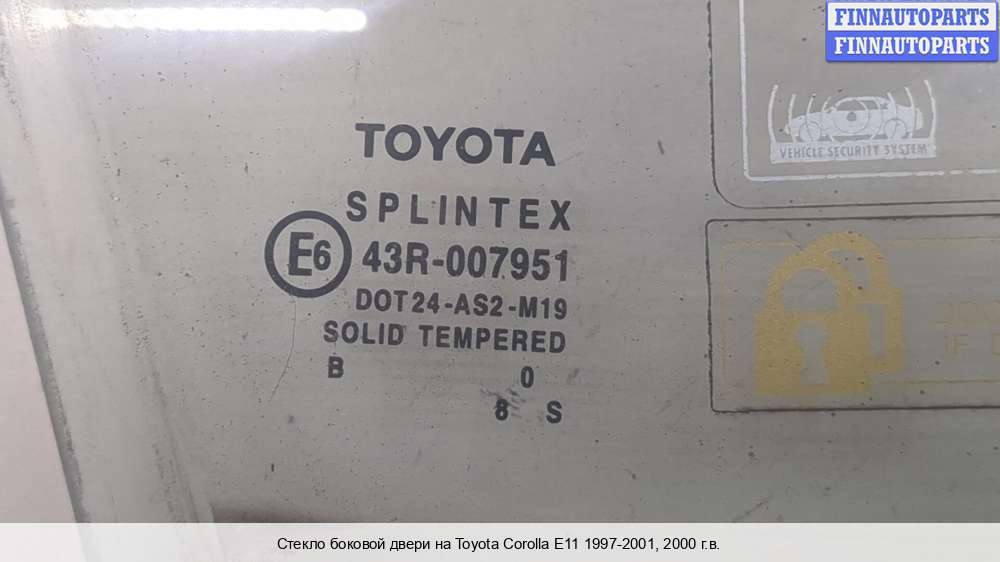 FINNAUTOPARTS
FINNAUTOPARTS
VEHICLE SECURITY SYSTEM
TOYOTA
SPLINTEX
E6 43R-007951
DOT24-AS2-M19
SOLID TEMPERED
B 0
8 S
IF
Стекло боковой двери на Toyota Corolla E11 1997-2001, 2000 г.в.